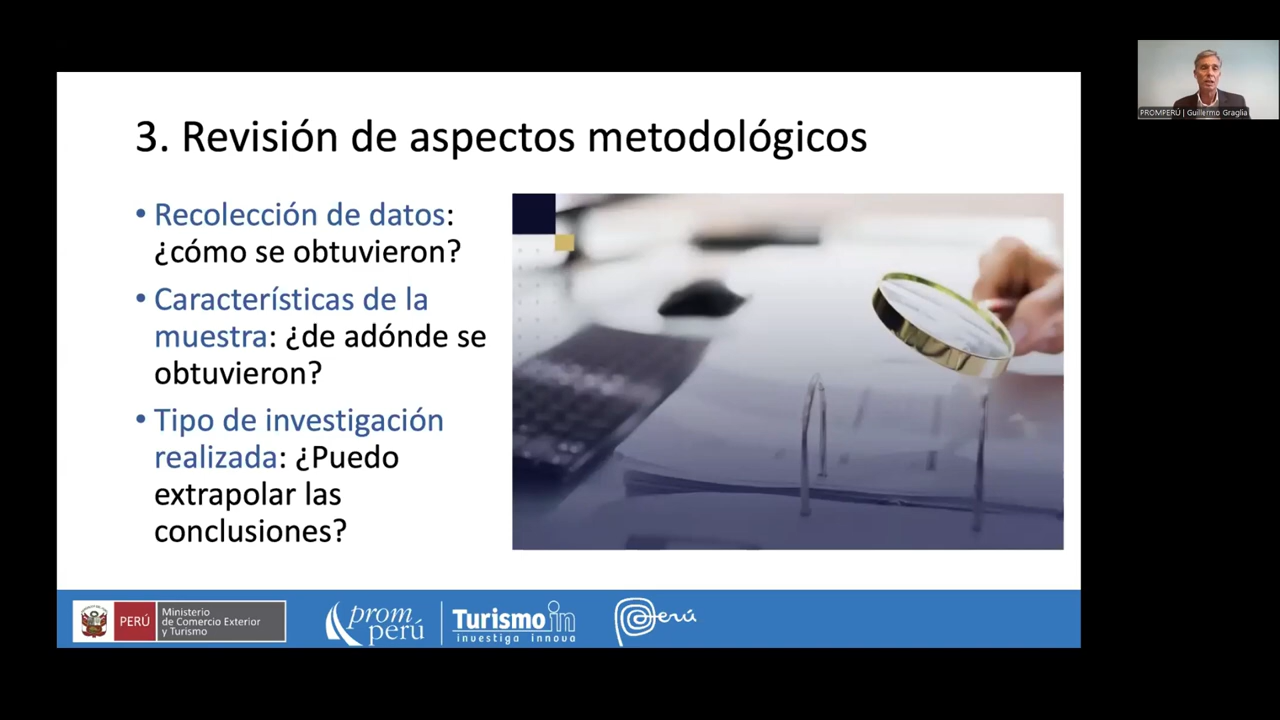 3. Revisión de aspectos metodológicos
• Recolección de datos:
¿cómo se obtuvieron?
• Características de la
muestra: ¿de adónde se
obtuvieron?
• Tipo de investigación
realizada: ¿Puedo
extrapolar las
conclusiones?
PROMPERÚ | Guillermo Graglia
PERÚ
Ministerio
de Comercio Exterior
y Turismo
prom
perú
Turismo in
investiga innova
Perú